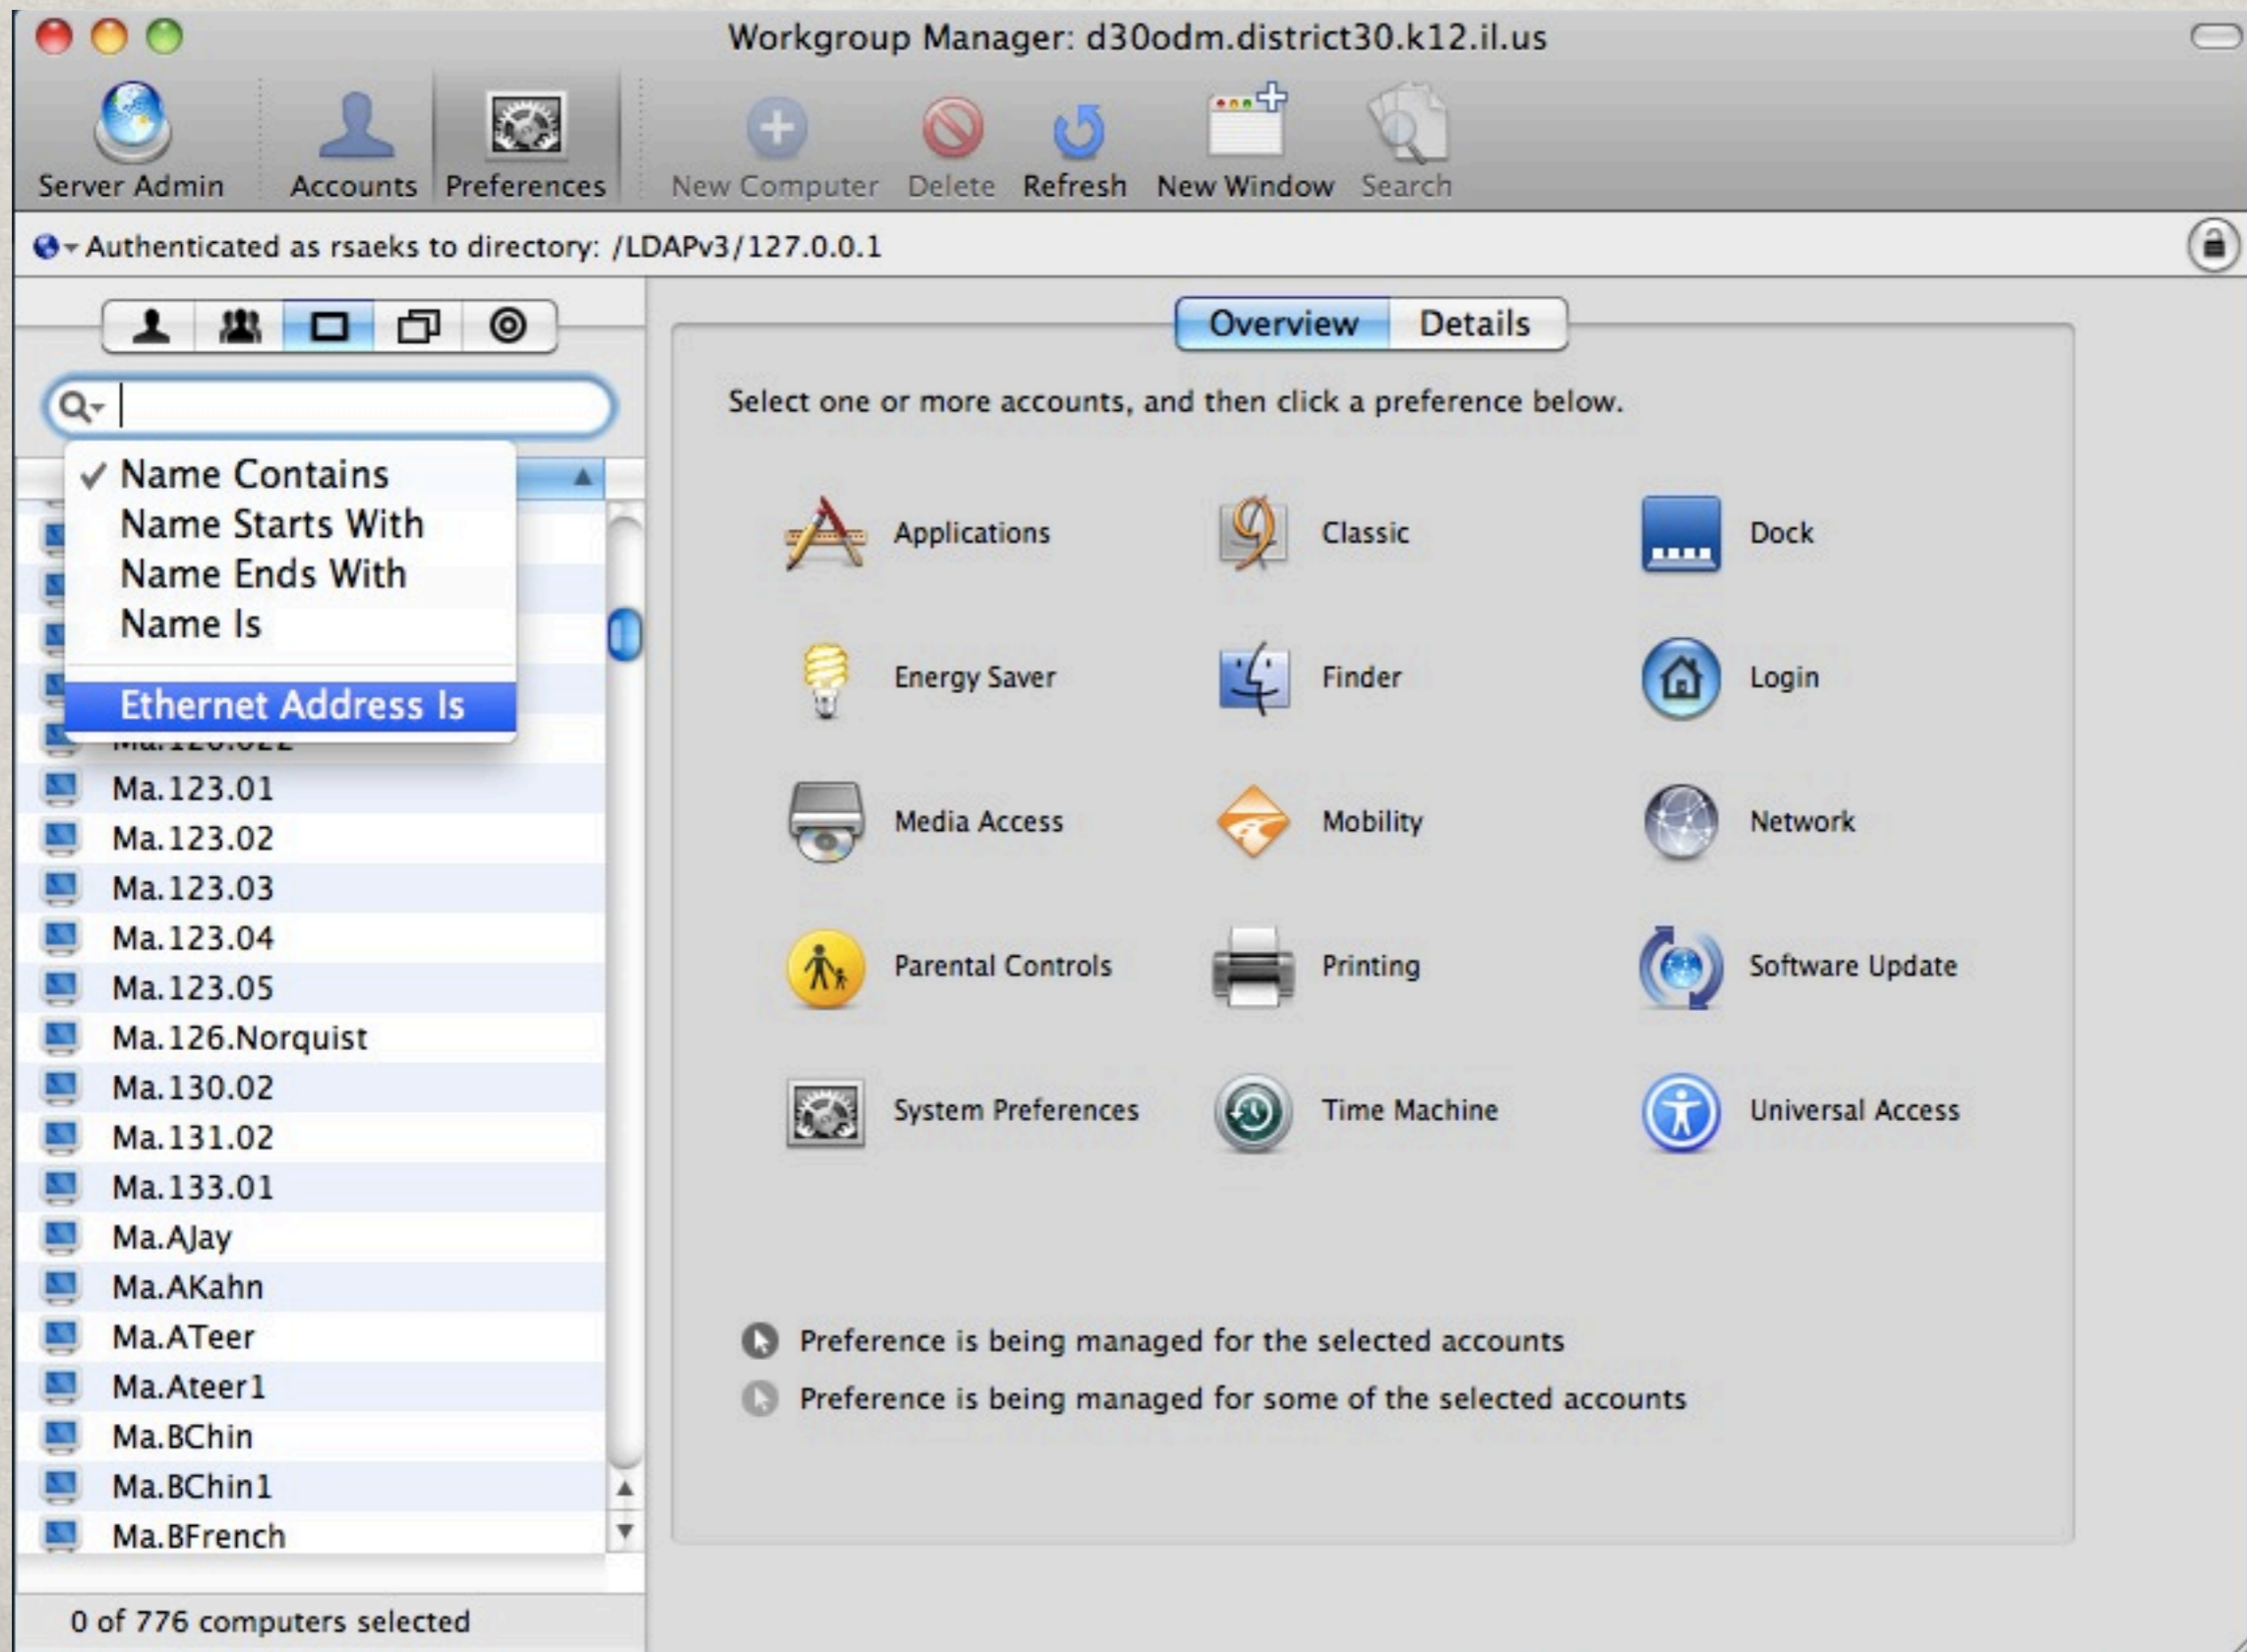 Workgroup Manager: d30odm.district30.k12.il.us
Server Admin Accounts Preferences New Computer Delete Refresh New Window Search
Authenticated as rsaeks to directory: /LDAPv3/127.0.0.1
Overview Details
Select one or more accounts, and then click a preference below.
Name Contains
Name Starts With
Name Ends With
Name Is
Ethernet Address Is
Ma.123.01
Ma.123.02
Ma.123.03
Ma.123.04
Ma.123.05
Ma.126.Norquist
Ma.130.02
Ma.131.02
Ma.133.01
Ma.AJay
Ma.AKahn
Ma.ATeer
Ma.Ateer1
Ma.BChin
Ma.BChin1
Ma.BFrench
0 of 776 computers selected
Applications Classic Dock
Energy Saver Finder Login
Media Access Mobility Network
Parental Controls Printing Software Update
System Preferences Time Machine Universal Access
Preference is being managed for the selected accounts
Preference is being managed for some of the selected accounts